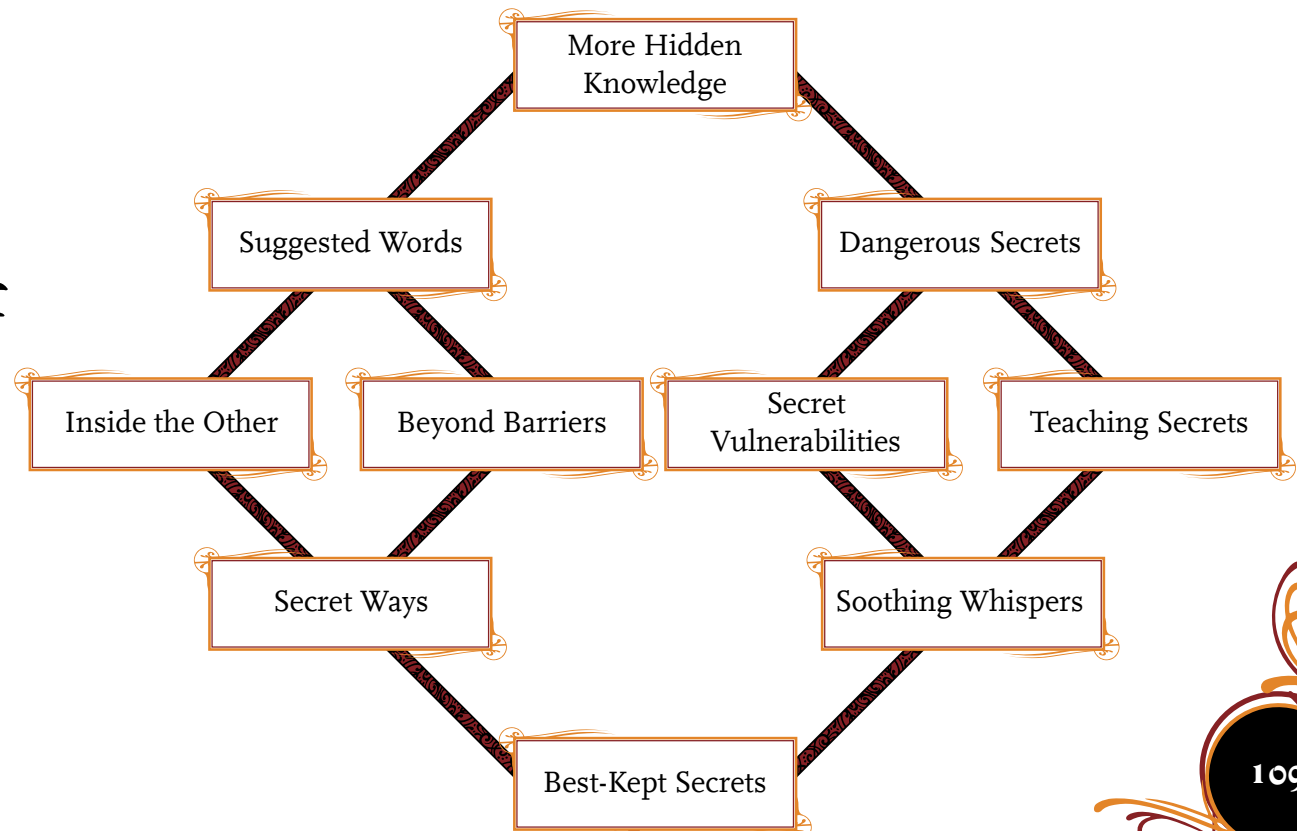 More Hidden
Knowledge
Suggested Words
Dangerous Secrets
Inside the Other
Beyond Barriers
Secret
Vulnerabilities
Teaching Secrets
Secret Ways
Soothing Whispers
Best-Kept Secrets
109